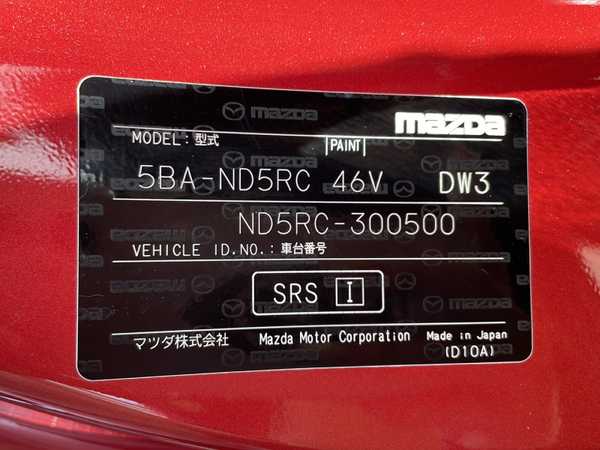 mazda
MODEL: 型式 PAINT
5BA-ND5RC 46V DW3
ND5RC-300500
VEHICLE ID.NO.: 車台番号
SRS I
マツダ株式会社 Mazda Motor Corporation Made in Japan
(D10A)